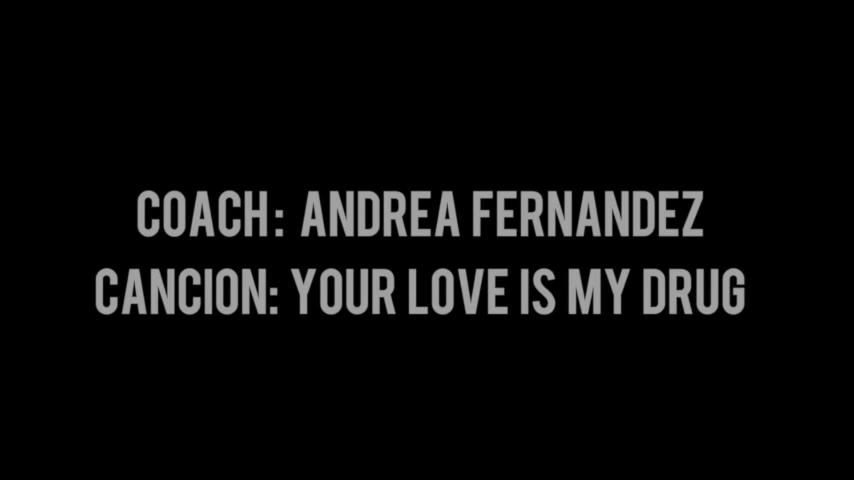 COACH: ANDREA FERNANDEZ
CANCION: YOUR LOVE IS MY DRUG